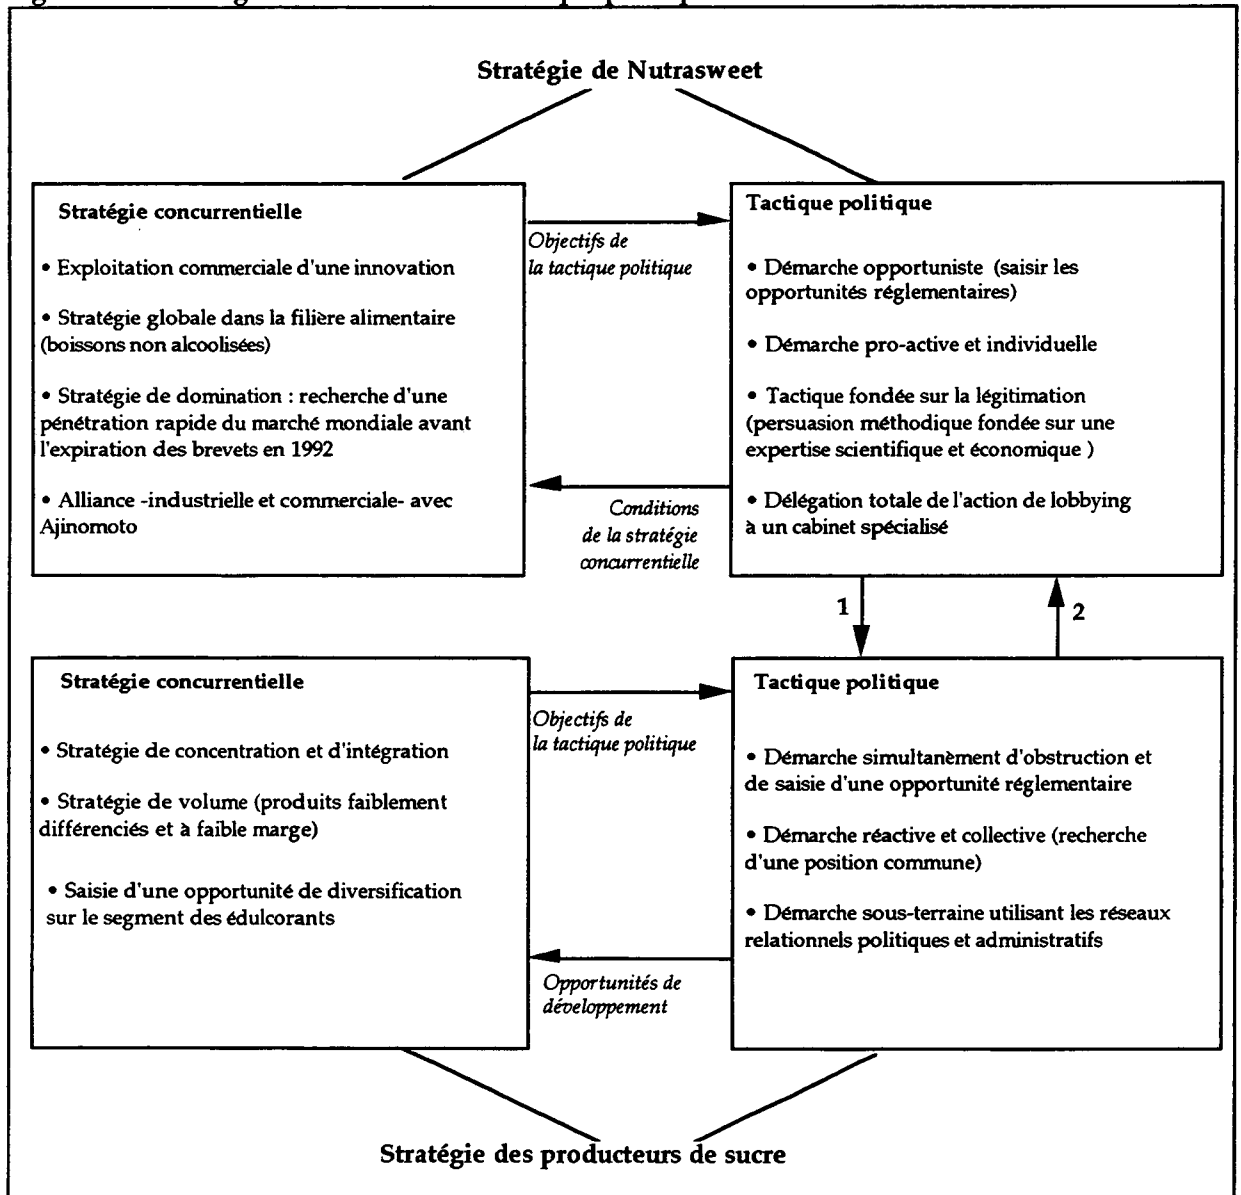 Stratégie de Nutrasweet
Stratégie concurrentielle
• Exploitation commerciale d'une innovation
• Stratégie globale dans la filière alimentaire
(boissons non alcoolisées)
• Stratégie de domination : recherche d'une
pénétration rapide du marché mondiale avant
l'expiration des brevets en 1992
• Alliance -industrielle et commerciale- avec
Ajinomoto
Objectifs de
la tactique politique
Conditions
de la stratégie
concurrentielle
Tactique politique
• Démarche opportuniste (saisir les
opportunités réglementaires)
• Démarche pro-active et individuelle
• Tactique fondée sur la légitimation
(persuasion méthodique fondée sur une
expertise scientifique et économique )
• Délégation totale de l'action de lobbying
à un cabinet spécialisé
1
2
Stratégie concurrentielle
• Stratégie de concentration et d'intégration
• Stratégie de volume (produits faiblement
différenciés et à faible marge)
• Saisie d'une opportunité de diversification
sur le segment des édulcorants
Objectifs de
la tactique politique
Opportunités de
développement
Tactique politique
• Démarche simultanèment d'obstruction et
de saisie d'une opportunité réglementaire
• Démarche réactive et collective (recherche
d'une position commune)
• Démarche sous-terraine utilisant les réseaux
relationnels politiques et administratifs
Stratégie des producteurs de sucre